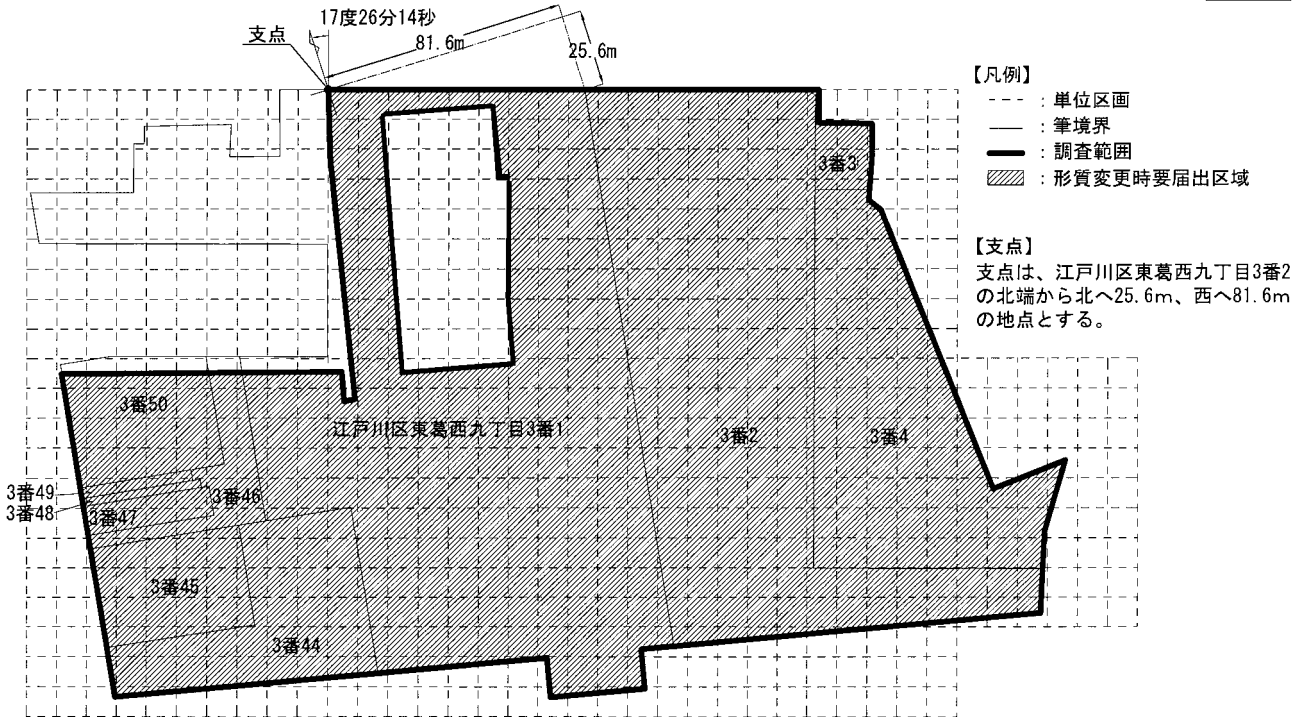 17度26分14秒
支点
81.6m
25.6m
【凡例】
--- : 単位区画
― : 筆境界
━ : 調査範囲
: 形質変更時要届出区域
3番3
【支点】
支点は、江戸川区東葛西九丁目3番2
の北端から北へ25.6m、西へ81.6m
の地点とする。
3番50
江戸川区東葛西九丁目3番1
3番2
3番4
3番49
3番48
3番47
3番46
3番45
3番44